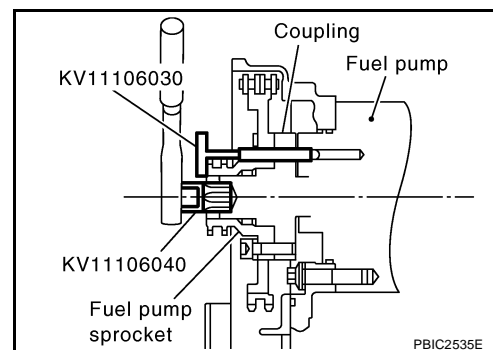 Coupling
Fuel pump
KV11106030
KV11106040
Fuel pump
sprocket
PBIC2535E